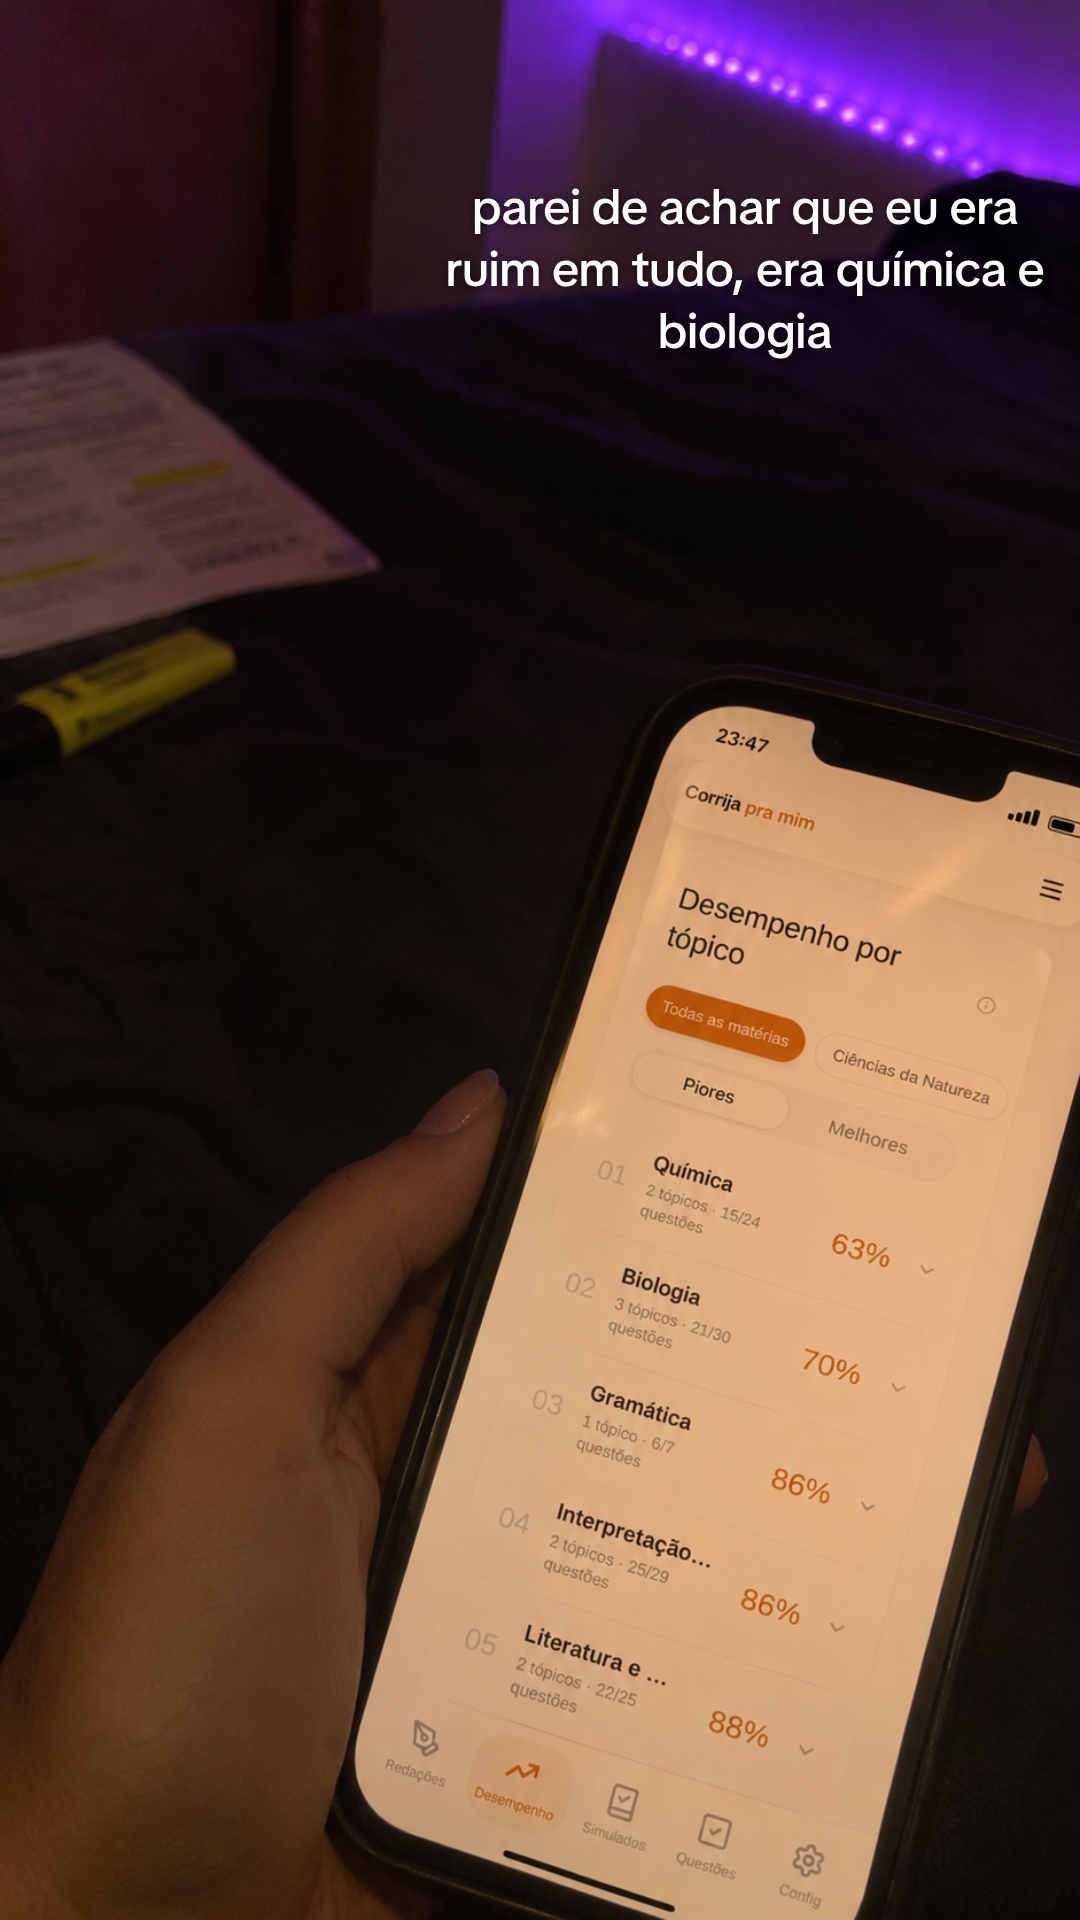 parei de achar que eu era
ruim em tudo, era química e
biologia
23:47
Corrija pra mim
Desempenho por
tópico
Todas as matérias
Ciências da Natureza
Piores
Melhores
01
Química
2 tópicos · 15/24
questões
63%
02
Biologia
3 tópicos · 21/30
questões
70%
03
Gramática
1 tópico · 6/7
questões
86%
04
Interpretação...
2 tópicos · 25/29
questões
86%
05
Literatura e ...
2 tópicos · 22/25
questões
88%
Redações
Desempenho
Simulados
Questões
Config